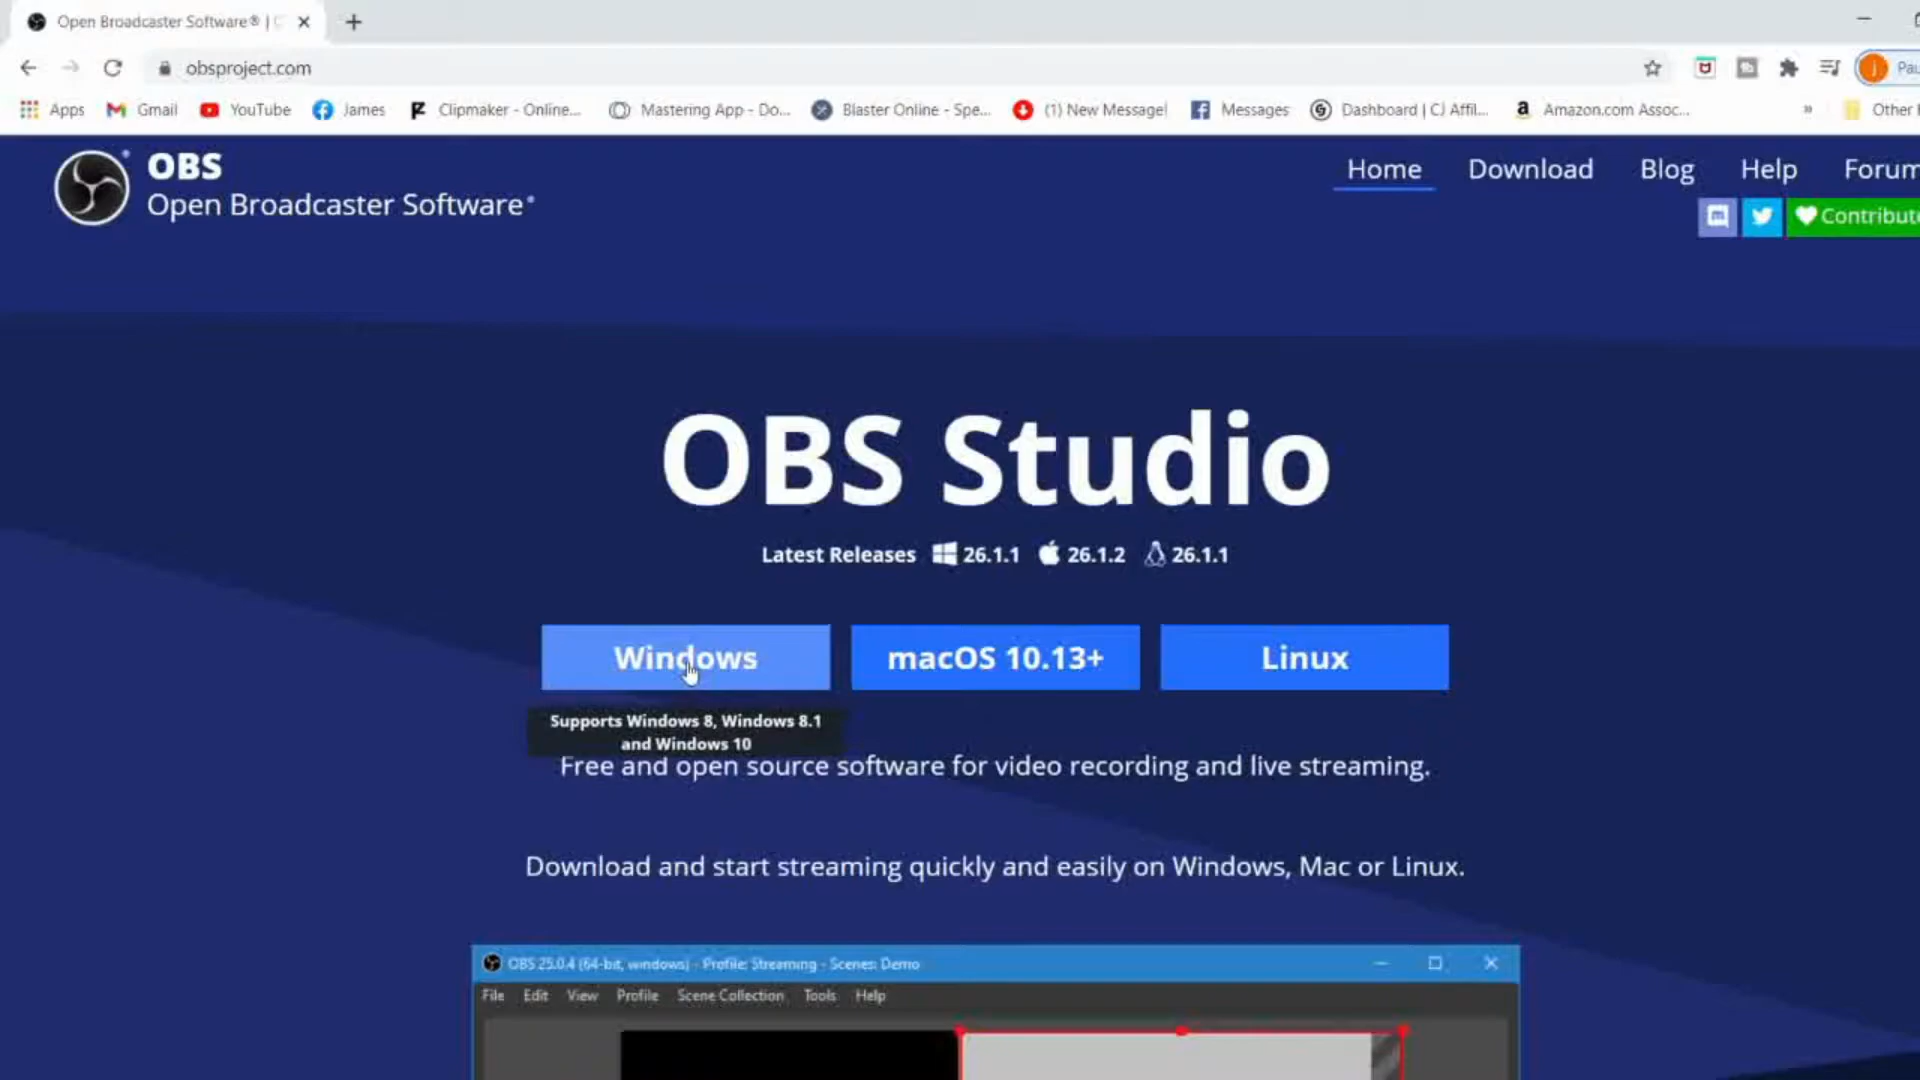 Open Broadcaster Software® |
obsproject.com
Apps Gmail YouTube James Clipmaker - Online... Mastering App - Do... Blaster Online - Spe... (1) New Message! Messages Dashboard | CJ Affil... Amazon.com Assoc... » Other
OBS
Open Broadcaster Software®
Home Download Blog Help Forum
Contribute
OBS Studio
Latest Releases 26.1.1 26.1.2 26.1.1
Windows macOS 10.13+ Linux
Supports Windows 8, Windows 8.1
and Windows 10
Free and open source software for video recording and live streaming.
Download and start streaming quickly and easily on Windows, Mac or Linux.
OBS 25.0.4 (64-bit, windows) - Profile: Streaming - Scenes: Demo
File Edit View Profile Scene Collection Tools Help